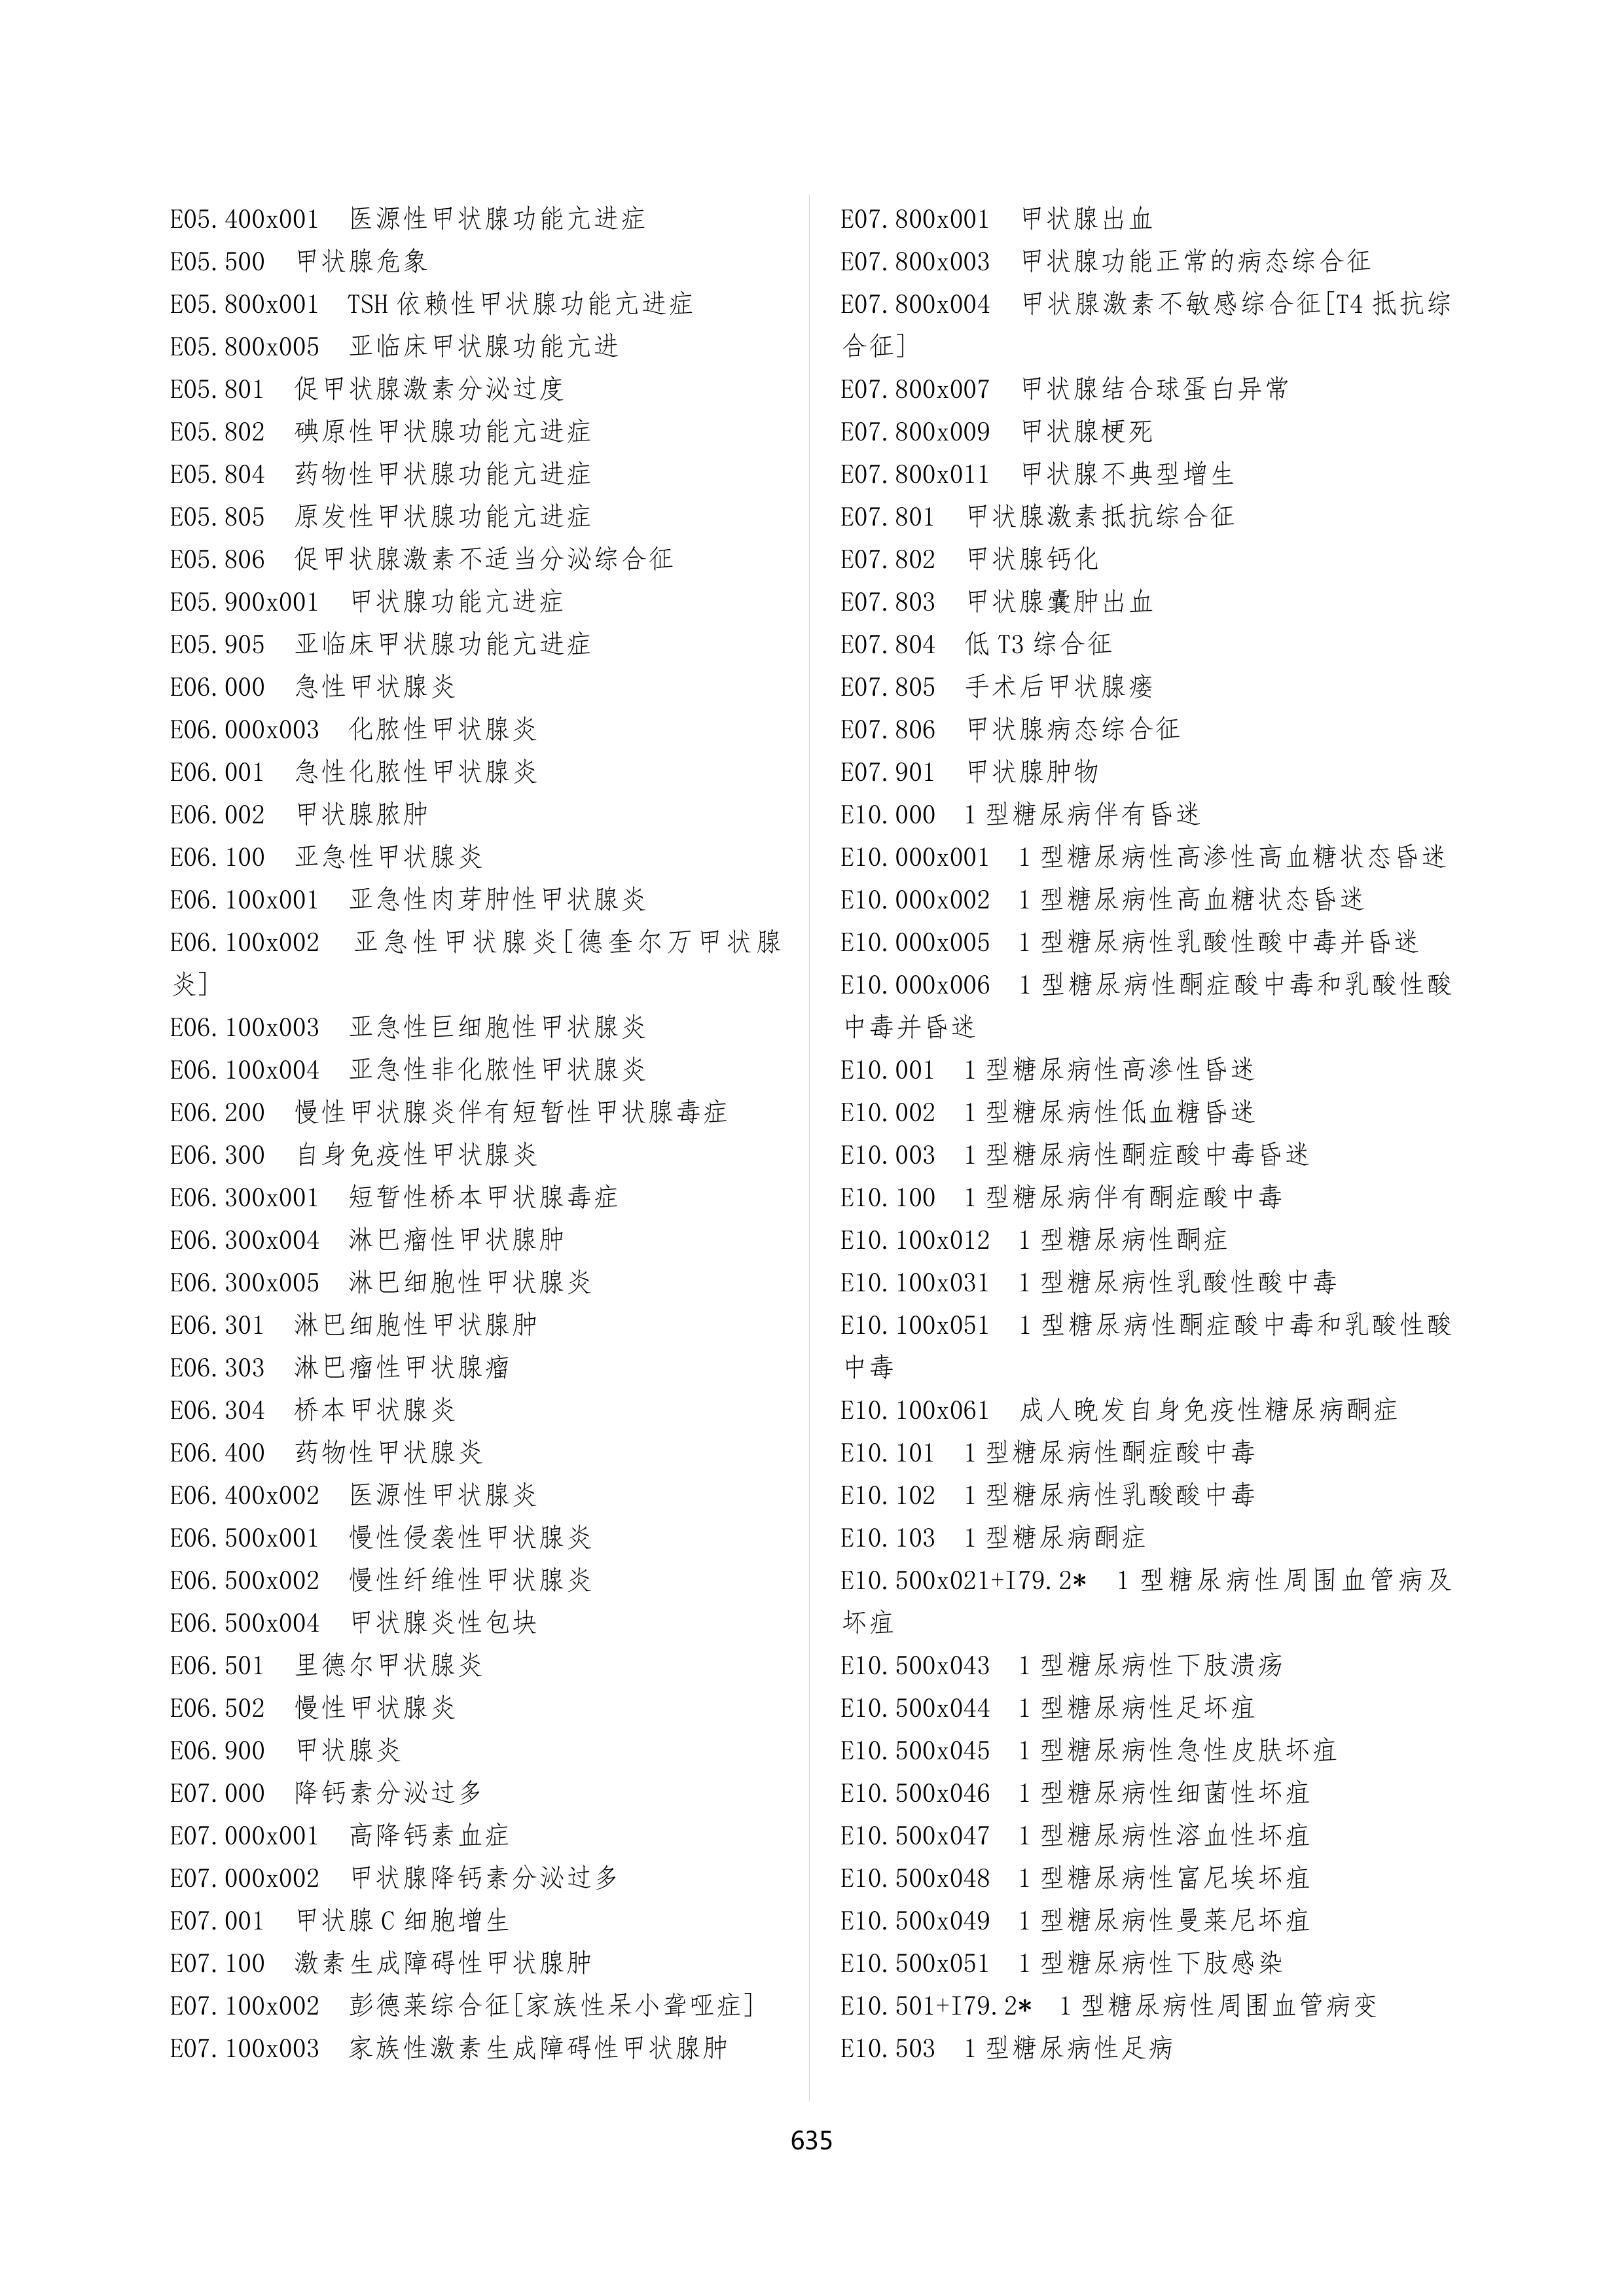 E05.400x001 医源性甲状腺功能亢进症
E05.500 甲状腺危象
E05.800x001 TSH 依赖性甲状腺功能亢进症
E05.800x005 亚临床甲状腺功能亢进
E05.801 促甲状腺激素分泌过度
E05.802 碘原性甲状腺功能亢进症
E05.804 药物性甲状腺功能亢进症
E05.805 原发性甲状腺功能亢进症
E05.806 促甲状腺激素不适当分泌综合征
E05.900x001 甲状腺功能亢进症
E05.905 亚临床甲状腺功能亢进症
E06.000 急性甲状腺炎
E06.000x003 化脓性甲状腺炎
E06.001 急性化脓性甲状腺炎
E06.002 甲状腺脓肿
E06.100 亚急性甲状腺炎
E06.100x001 亚急性肉芽肿性甲状腺炎
E06.100x002 亚急性甲状腺炎[德奎尔万甲状腺
炎]
E06.100x003 亚急性巨细胞性甲状腺炎
E06.100x004 亚急性非化脓性甲状腺炎
E06.200 慢性甲状腺炎伴有短暂性甲状腺毒症
E06.300 自身免疫性甲状腺炎
E06.300x001 短暂性桥本甲状腺毒症
E06.300x004 淋巴瘤性甲状腺肿
E06.300x005 淋巴细胞性甲状腺炎
E06.301 淋巴细胞性甲状腺肿
E06.303 淋巴瘤性甲状腺瘤
E06.304 桥本甲状腺炎
E06.400 药物性甲状腺炎
E06.400x002 医源性甲状腺炎
E06.500x001 慢性侵袭性甲状腺炎
E06.500x002 慢性纤维性甲状腺炎
E06.500x004 甲状腺炎性包块
E06.501 里德尔甲状腺炎
E06.502 慢性甲状腺炎
E06.900 甲状腺炎
E07.000 降钙素分泌过多
E07.000x001 高降钙素血症
E07.000x002 甲状腺降钙素分泌过多
E07.001 甲状腺 C 细胞增生
E07.100 激素生成障碍性甲状腺肿
E07.100x002 彭德莱综合征[家族性呆小聋哑症]
E07.100x003 家族性激素生成障碍性甲状腺肿
E07.800x001 甲状腺出血
E07.800x003 甲状腺功能正常的病态综合征
E07.800x004 甲状腺激素不敏感综合征[T4 抵抗综
合征]
E07.800x007 甲状腺结合球蛋白异常
E07.800x009 甲状腺梗死
E07.800x011 甲状腺不典型增生
E07.801 甲状腺激素抵抗综合征
E07.802 甲状腺钙化
E07.803 甲状腺囊肿出血
E07.804 低 T3 综合征
E07.805 手术后甲状腺瘘
E07.806 甲状腺病态综合征
E07.901 甲状腺肿物
E10.000 1 型糖尿病伴有昏迷
E10.000x001 1 型糖尿病性高渗性高血糖状态昏迷
E10.000x002 1 型糖尿病性高血糖状态昏迷
E10.000x005 1 型糖尿病性乳酸性酸中毒并昏迷
E10.000x006 1 型糖尿病性酮症酸中毒和乳酸性酸
中毒并昏迷
E10.001 1 型糖尿病性高渗性昏迷
E10.002 1 型糖尿病性低血糖昏迷
E10.003 1 型糖尿病性酮症酸中毒昏迷
E10.100 1 型糖尿病伴有酮症酸中毒
E10.100x012 1 型糖尿病性酮症
E10.100x031 1 型糖尿病性乳酸性酸中毒
E10.100x051 1 型糖尿病性酮症酸中毒和乳酸性酸
中毒
E10.100x061 成人晚发自身免疫性糖尿病酮症
E10.101 1 型糖尿病性酮症酸中毒
E10.102 1 型糖尿病性乳酸酸中毒
E10.103 1 型糖尿病酮症
E10.500x021+I79.2* 1 型糖尿病性周围血管病及
坏疽
E10.500x043 1 型糖尿病性下肢溃疡
E10.500x044 1 型糖尿病性足坏疽
E10.500x045 1 型糖尿病性急性皮肤坏疽
E10.500x046 1 型糖尿病性细菌性坏疽
E10.500x047 1 型糖尿病性溶血性坏疽
E10.500x048 1 型糖尿病性富尼埃坏疽
E10.500x049 1 型糖尿病性曼莱尼坏疽
E10.500x051 1 型糖尿病性下肢感染
E10.501+I79.2* 1 型糖尿病性周围血管病变
E10.503 1 型糖尿病性足病
635